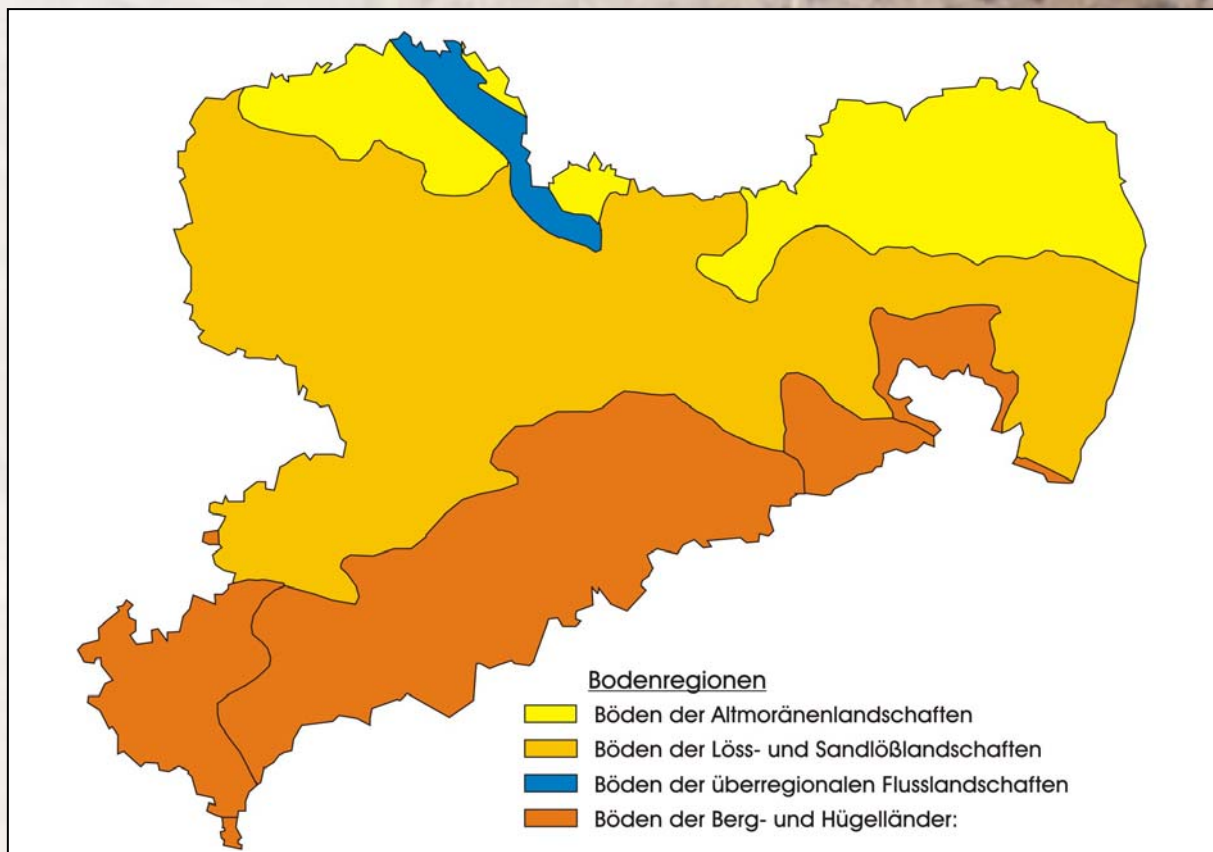 Bodenregionen
Böden der Altmoränenlandschaften
Böden der Löss- und Sandlößlandschaften
Böden der überregionalen Flusslandschaften
Böden der Berg- und Hügelländer: